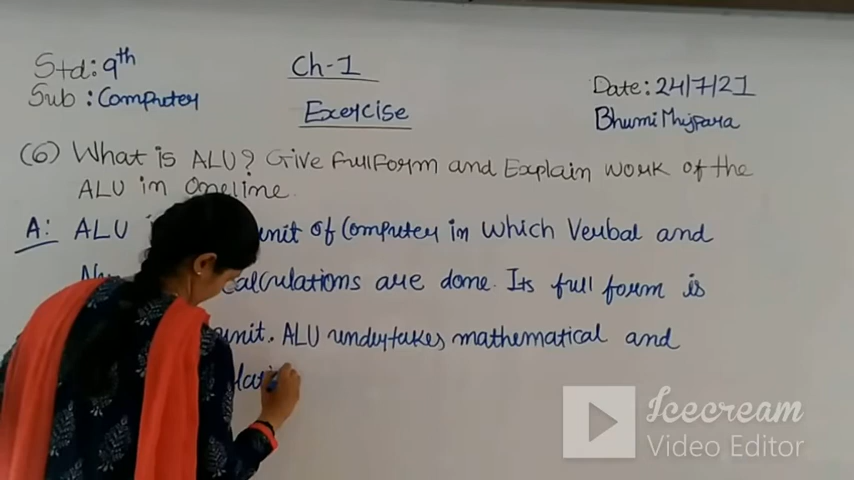 Std: 9th
Sub: Computer
Ch-1
Exercise
Date: 24/7/21
Bhumi Mujpara
(6) What is ALU? Give fullform and Explain work of the
ALU in Oneline.
A: ALU unit of Computer in which Verbal and
calculations are done. Its full form is
unit. ALU undertakes mathematical and
Icecream
Video Editor